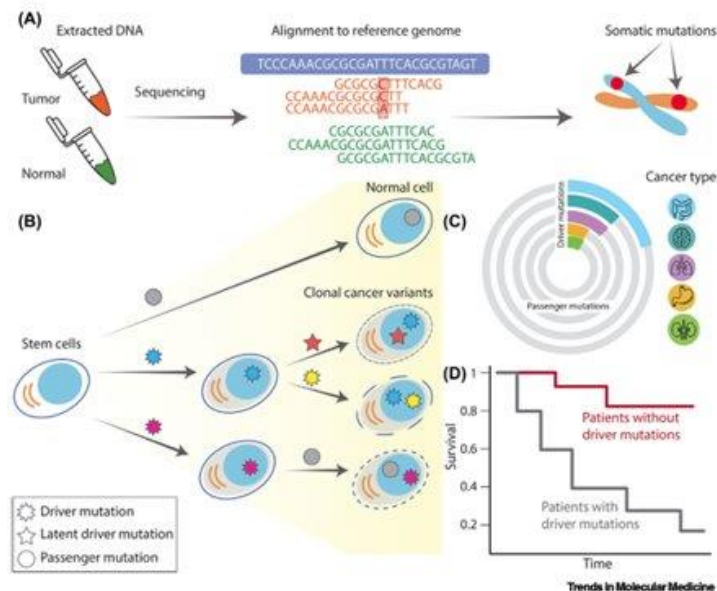 (A)
Extracted DNA
Tumor
Normal
Sequencing
Alignment to reference genome
TCCCAAACGCGCGATTTCACGCGTAGT
GCGCGCTTTCACG
CCAAACGCGCGCTT
CCAAACGCGCGATTT
CGCGCGATTTCAC
CCAAACGCGCGATTTCACG
GCGCGATTTCACGCGTA
Somatic mutations
(B)
Normal cell
Clonal cancer variants
Stem cells
Driver mutation
Latent driver mutation
Passenger mutation
(C)
Driver mutations
Passenger mutations
Cancer type
(D)
1
0.8
0.6
0.4
0.2
Survival
Patients without
driver mutations
Patients with
driver mutations
Time
Trends in Molecular Medicine